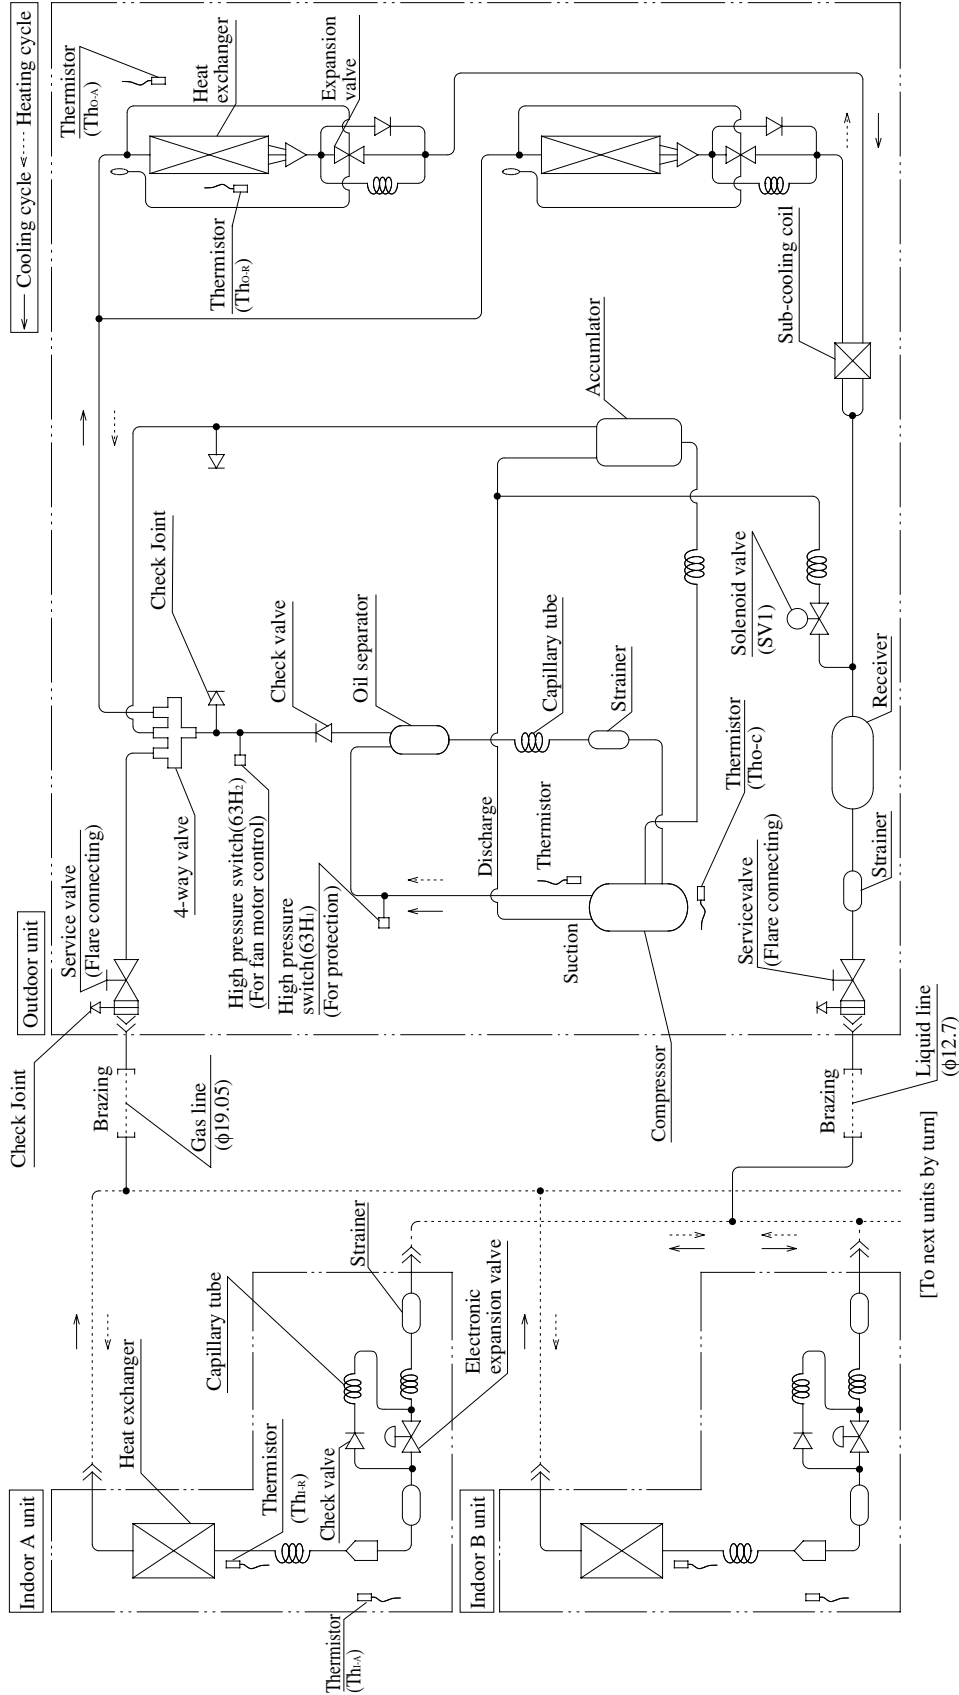 Cooling cycle
Heating cycle
Outdoor unit
Check Joint
Service valve
(Flare connecting)
4-way valve
Check Joint
Thermistor
(ThO-A)
Heat
exchanger
Expansion
valve
Thermistor
(ThO-R)
Brazing
Gas line
(ϕ19.05)
High pressure switch(63H2)
(For fan motor control)
High pressure
switch(63H1)
(For protection)
Check valve
Oil separator
Capillary tube
Strainer
Discharge
Thermistor
Suction
Compressor
Thermistor
(Tho-c)
Accumlator
Sub-cooling coil
Solenoid valve
(SV1)
Receiver
Strainer
Servicevalve
(Flare connecting)
Brazing
Liquid line
(ϕ12.7)
[To next units by turn]
Indoor A unit
Heat exchanger
Capillary tube
Strainer
Thermistor
(ThI-R)
Check valve
Electronic
expansion valve
Thermistor
(ThI-A)
Indoor B unit